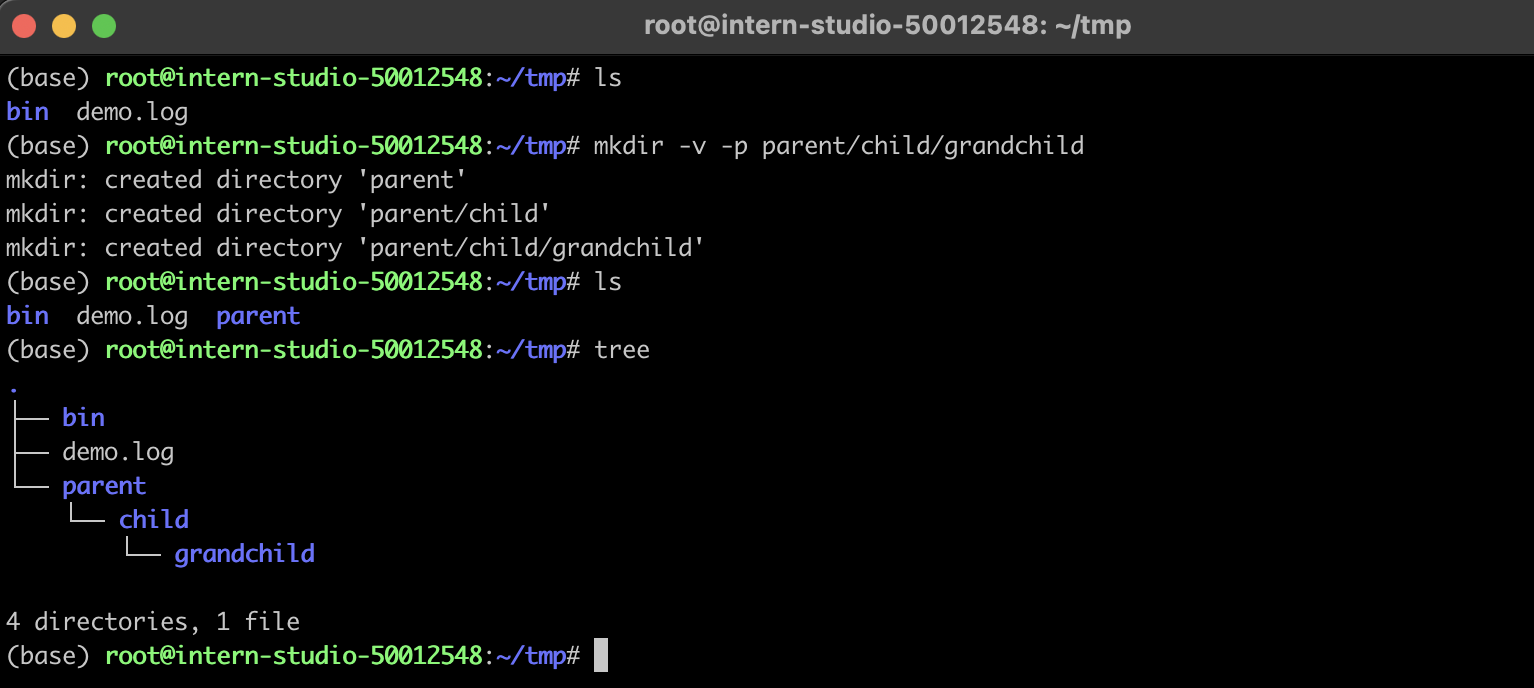 root@intern-studio-50012548: ~/tmp
(base) root@intern-studio-50012548:~/tmp# ls
bin  demo.log
(base) root@intern-studio-50012548:~/tmp# mkdir -v -p parent/child/grandchild
mkdir: created directory 'parent'
mkdir: created directory 'parent/child'
mkdir: created directory 'parent/child/grandchild'
(base) root@intern-studio-50012548:~/tmp# ls
bin  demo.log  parent
(base) root@intern-studio-50012548:~/tmp# tree
.
├── bin
├── demo.log
└── parent
    └── child
        └── grandchild
4 directories, 1 file
(base) root@intern-studio-50012548:~/tmp#